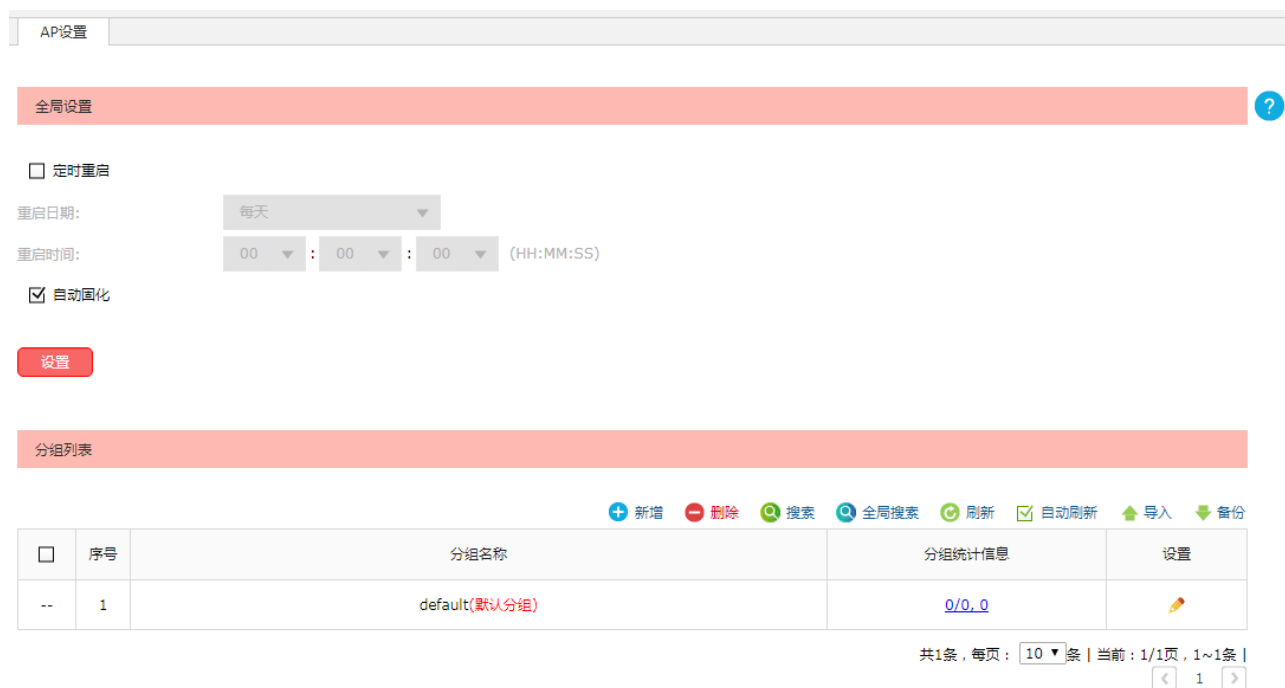 AP设置
全局设置
?
定时重启
重启日期: 每天
重启时间: 00 : 00 : 00 (HH:MM:SS)
自动固化
设置
分组列表
新增 删除 搜索 全局搜索 刷新 自动刷新 导入 备份
序号 分组名称 分组统计信息 设置
-- 1 default(默认分组) 0/0, 0
共1条，每页： 10 条 | 当前：1/1页，1~1条 |
< 1 >